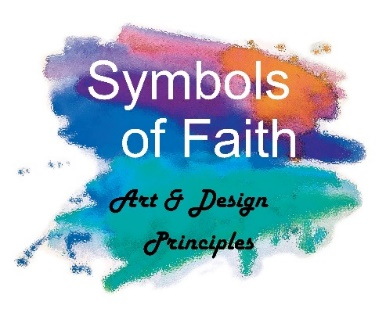 Symbols
of Faith
Art & Design
Principles